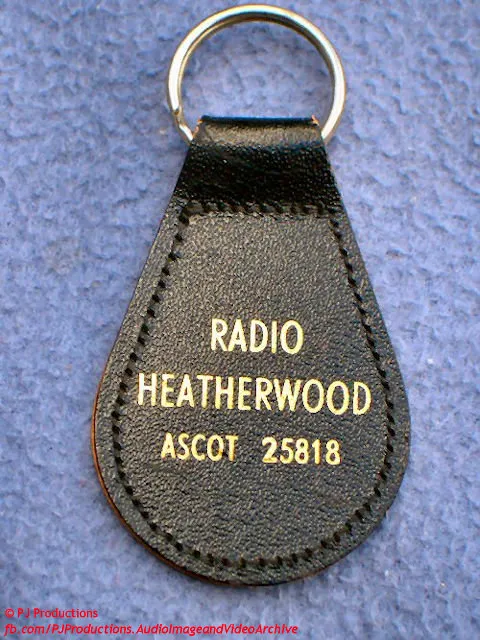 RADIO
HEATHERWOOD
ASCOT 25818
© PJ Productions
fb.com/PJProductions.AudioImageandVideoArchive